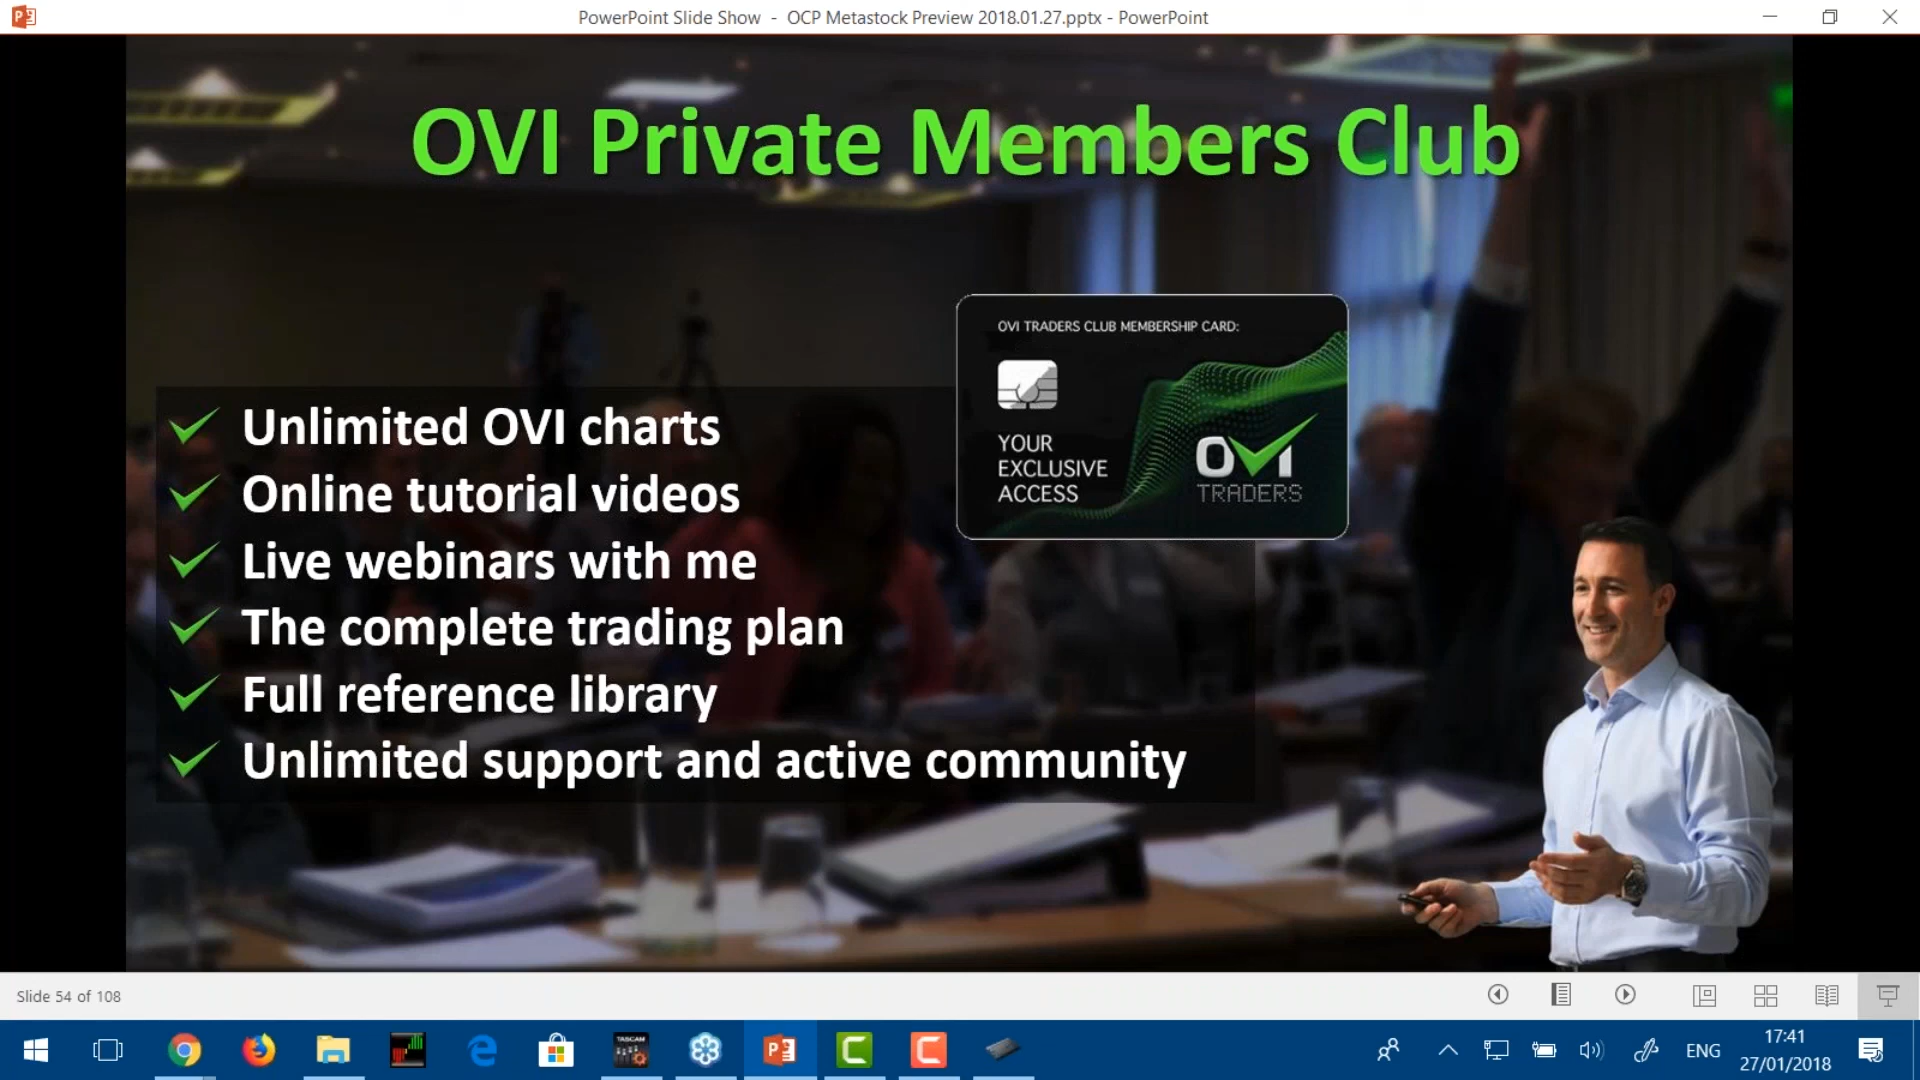 PowerPoint Slide Show - OCP Metastock Preview 2018.01.27.pptx - PowerPoint
OVI Private Members Club
OVI TRADERS CLUB MEMBERSHIP CARD:
YOUR
EXCLUSIVE
ACCESS
OVI
TRADERS
Unlimited OVI charts
Online tutorial videos
Live webinars with me
The complete trading plan
Full reference library
Unlimited support and active community
Slide 54 of 108
TASCAM
ENG
17:41
27/01/2018